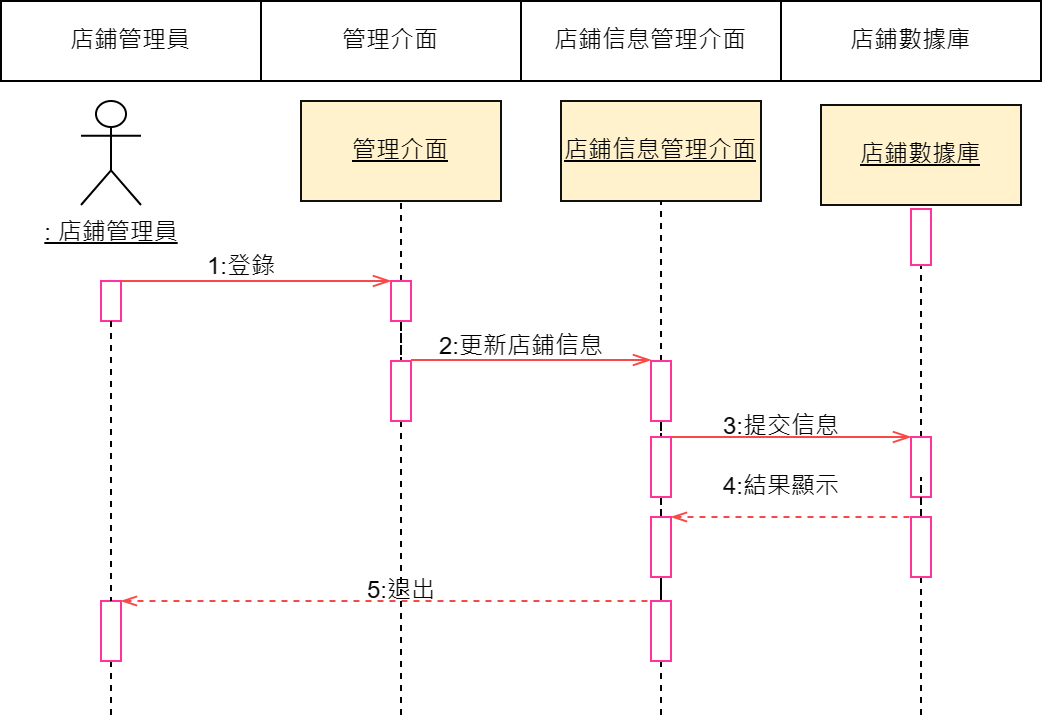 店鋪管理員
管理介面
店鋪信息管理介面
店鋪數據庫
管理介面
店鋪信息管理介面
店鋪數據庫
: 店鋪管理員
1:登錄
2:更新店鋪信息
3:提交信息
4:結果顯示
5:退出